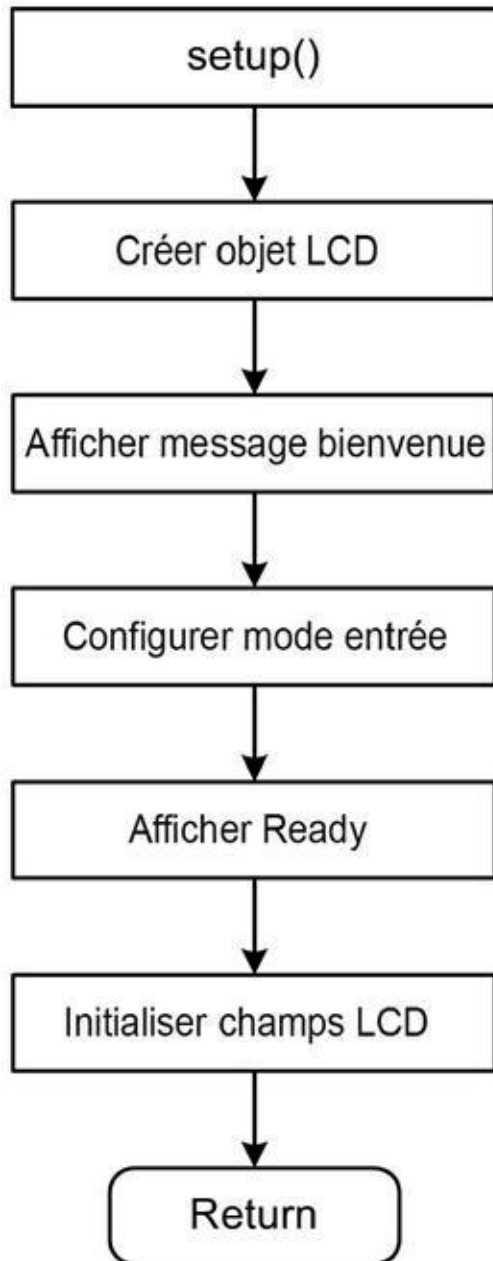 setup()
Créer objet LCD
Afficher message bienvenue
Configurer mode entrée
Afficher Ready
Initialiser champs LCD
Return